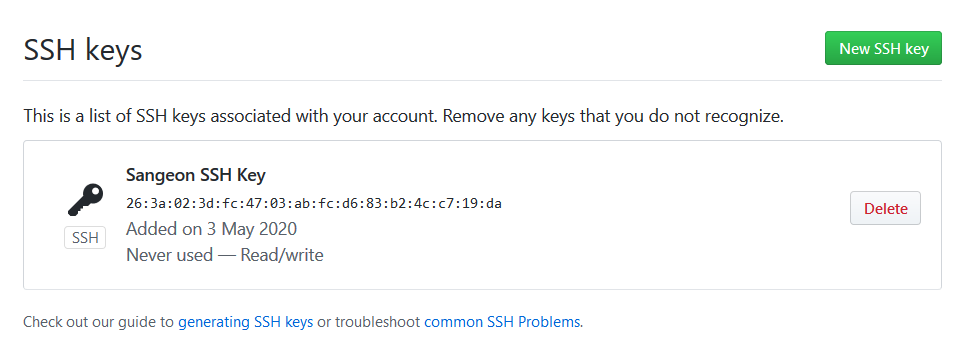 SSH keys
New SSH key
This is a list of SSH keys associated with your account. Remove any keys that you do not recognize.
Sangeon SSH Key
26:3a:02:3d:fc:47:03:ab:fc:d6:83:b2:4c:c7:19:da
Added on 3 May 2020
Never used — Read/write
SSH
Delete
Check out our guide to generating SSH keys or troubleshoot common SSH Problems.